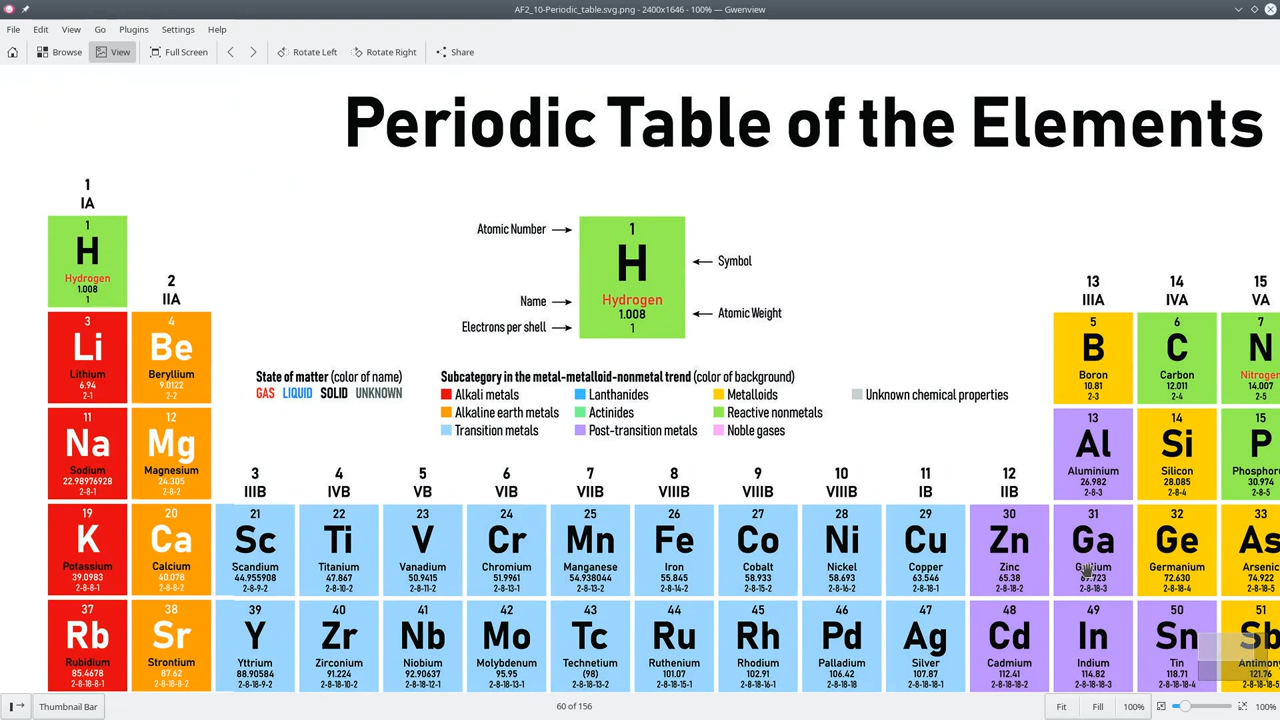 AF2_10-Periodic_table.svg.png - 2400x1646 - 100% — Gwenview
File Edit View Go Plugins Settings Help
Browse View Full Screen Rotate Left Rotate Right Share
Periodic Table of the Elements
1
IA
1
H
Hydrogen
1.008
1
2
IIA
Atomic Number
Name
Electrons per shell
1
H
Hydrogen
1.008
1
Symbol
Atomic Weight
13 14 15
IIIA IVA VA
3 4 5 6 7
Li Be B C N
Lithium Beryllium Boron Carbon Nitrogen
6.94 9.0122 10.81 12.011 14.007
2-1 2-2 2-3 2-4 2-5
State of matter (color of name)
GAS LIQUID SOLID UNKNOWN
Subcategory in the metal-metalloid-nonmetal trend (color of background)
Alkali metals Lanthanides Metalloids Unknown chemical properties
Alkaline earth metals Actinides Reactive nonmetals
Transition metals Post-transition metals Noble gases
11 12 13 14 15
Na Mg Al Si P
Sodium Magnesium Aluminium Silicon Phosphor
22.98976928 24.305 26.982 28.085 30.974
2-8-1 2-8-2 2-8-3 2-8-4 2-8-5
3 4 5 6 7 8 9 10 11 12
IIIB IVB VB VIB VIIB VIIIB VIIIB VIIIB IB IIB
19 20 21 22 23 24 25 26 27 28 29 30 31 32 33
K Ca Sc Ti V Cr Mn Fe Co Ni Cu Zn Ga Ge As
Potassium Calcium Scandium Titanium Vanadium Chromium Manganese Iron Cobalt Nickel Copper Zinc Germanium Arsenic
39.0983 40.078 44.955908 47.867 50.9415 51.9961 54.938044 55.845 58.933 58.693 63.546 65.38 72.630 74.922
2-8-8-1 2-8-8-2 2-8-9-2 2-8-10-2 2-8-11-2 2-8-13-1 2-8-13-2 2-8-14-2 2-8-15-2 2-8-16-2 2-8-18-1 2-8-18-2 2-8-18-3 2-8-18-4 2-8-18-5
37 38 39 40 41 42 43 44 45 46 47 48 49 50 51
Rb Sr Y Zr Nb Mo Tc Ru Rh Pd Ag Cd In Sn Sb
Rubidium Strontium Yttrium Zirconium Niobium Molybdenum Technetium Ruthenium Rhodium Palladium Silver Cadmium Indium Tin Antimony
85.4678 87.62 88.90584 91.224 92.90637 95.95 (98) 101.07 102.91 106.42 107.87 112.41 114.82 118.71 121.76
2-8-18-8-1 2-8-18-8-2 2-8-18-9-2 2-8-18-10-2 2-8-18-12-1 2-8-18-13-1 2-8-18-13-2 2-8-18-15-1 2-8-18-16-1 2-8-18-18 2-8-18-18-1 2-8-18-18-2 2-8-18-18-3 2-8-18-18-4
Thumbnail Bar 60 of 156 Fit Fill 100% 100%